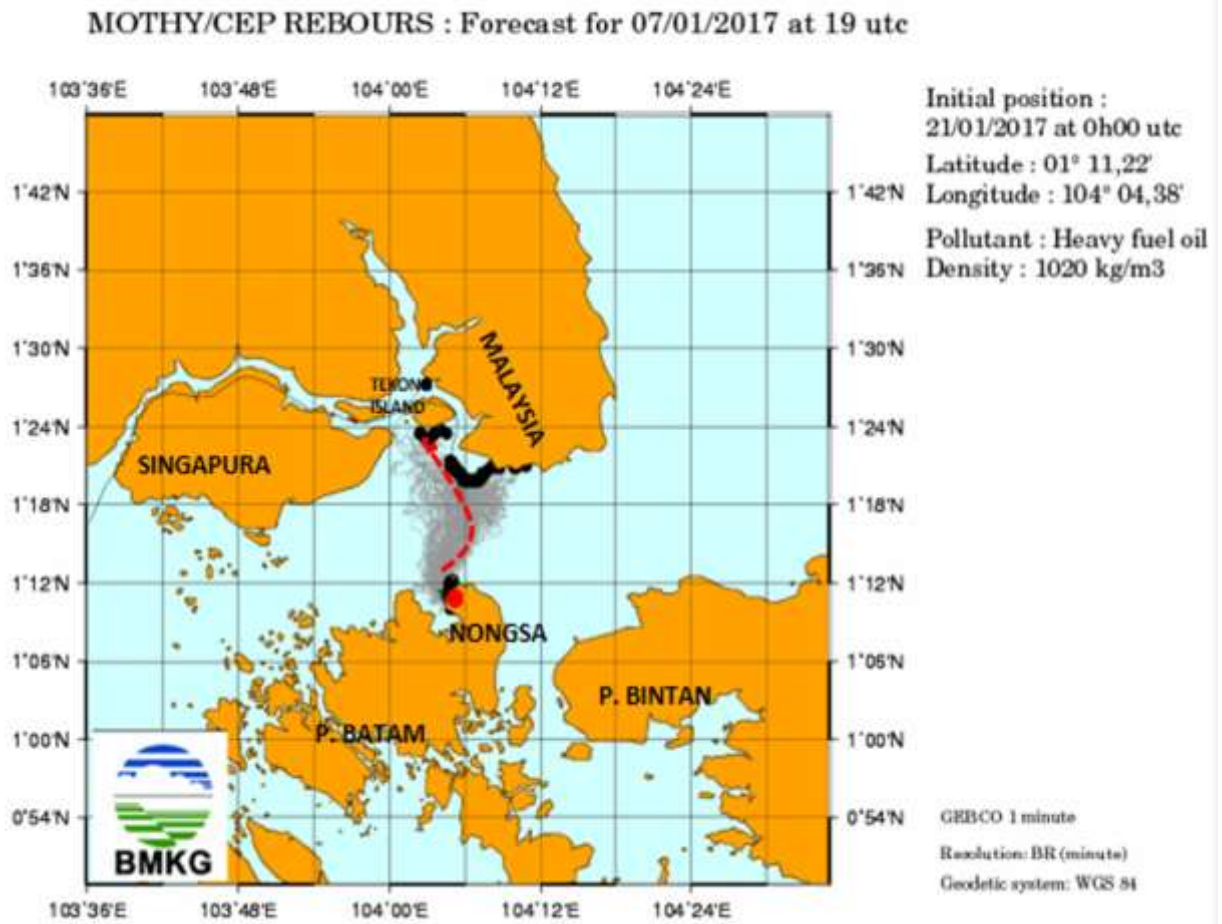 MOTHY/CEP REBOURS : Forecast for 07/01/2017 at 19 utc
103°36'E 103°48'E 104°00'E 104°12'E 104°24'E
Initial position :
21/01/2017 at 0h00 utc
Latitude : 01° 11,22'
Longitude : 104° 04,38'
Pollutant : Heavy fuel oil
Density : 1020 kg/m3
1°42'N 1°42'N
1°36'N 1°36'N
1°30'N 1°30'N
MALAYSIA
TEKONG
ISLAND
1°24'N 1°24'N
SINGAPURA
1°18'N 1°18'N
1°12'N 1°12'N
NONGSA
1°06'N 1°06'N
P. BINTAN
P. BATAM
1°00'N 1°00'N
0°54'N 0°54'N
BMKG
GEBCO 1 minute
Resolution: BR (minute)
Geodetic system: WGS 84
103°36'E 103°48'E 104°00'E 104°12'E 104°24'E